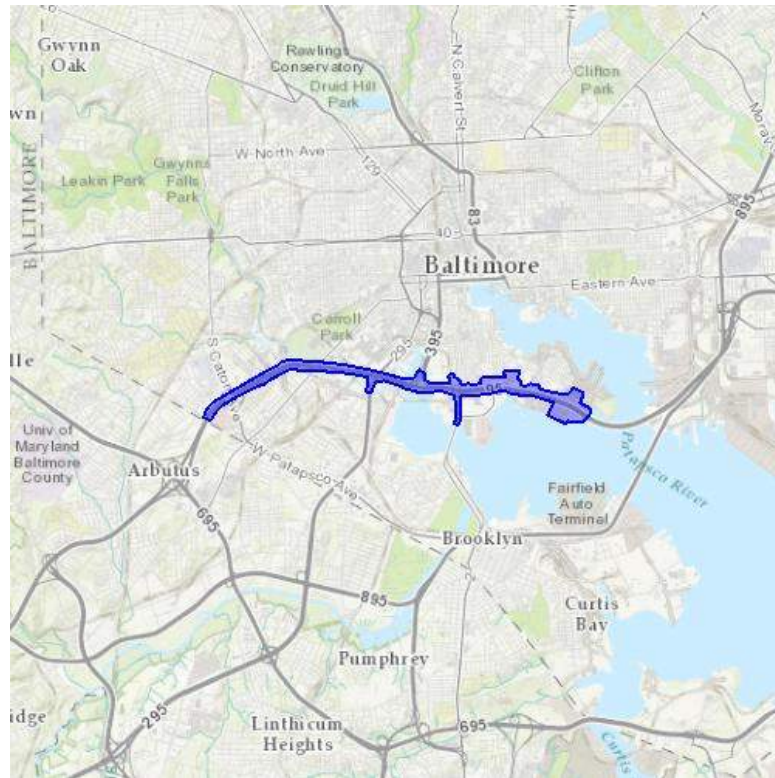 Gwynn
Oak
Rawlings
Conservatory
Druid Hill
Park
N Calvert St
Clifton
Park
wn
W North Ave
129
Leakin Park
Gwynns
Falls
Park
BALTIMORE
83
895
40
Baltimore
Eastern Ave
Carroll
Park
295
395
lle
S Caton Ave
95
Univ of
Maryland
Baltimore
County
Arbutus
W Patapsco Ave
Patapsco River
695
Fairfield
Auto
Terminal
Brooklyn
2
895
Curtis
Bay
Pumphrey
idge
295
Linthicum
Heights
695
Curtis